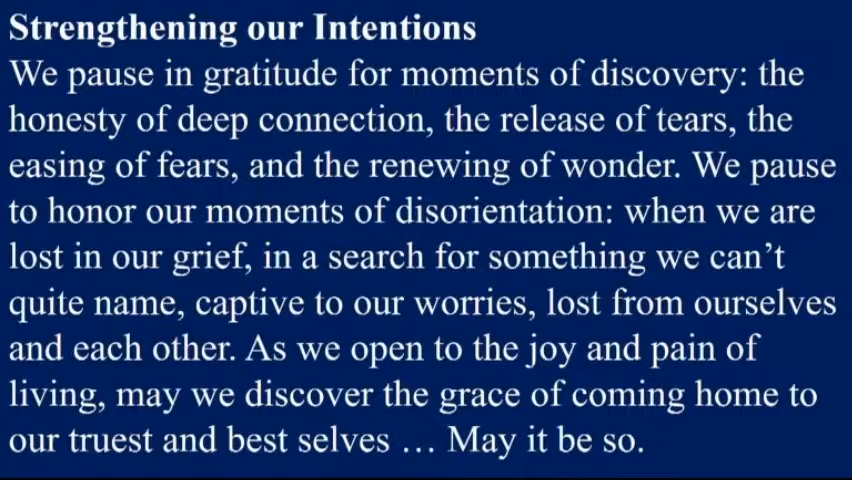 Strengthening our Intentions
We pause in gratitude for moments of discovery: the
honesty of deep connection, the release of tears, the
easing of fears, and the renewing of wonder. We pause
to honor our moments of disorientation: when we are
lost in our grief, in a search for something we can’t
quite name, captive to our worries, lost from ourselves
and each other. As we open to the joy and pain of
living, may we discover the grace of coming home to
our truest and best selves … May it be so.